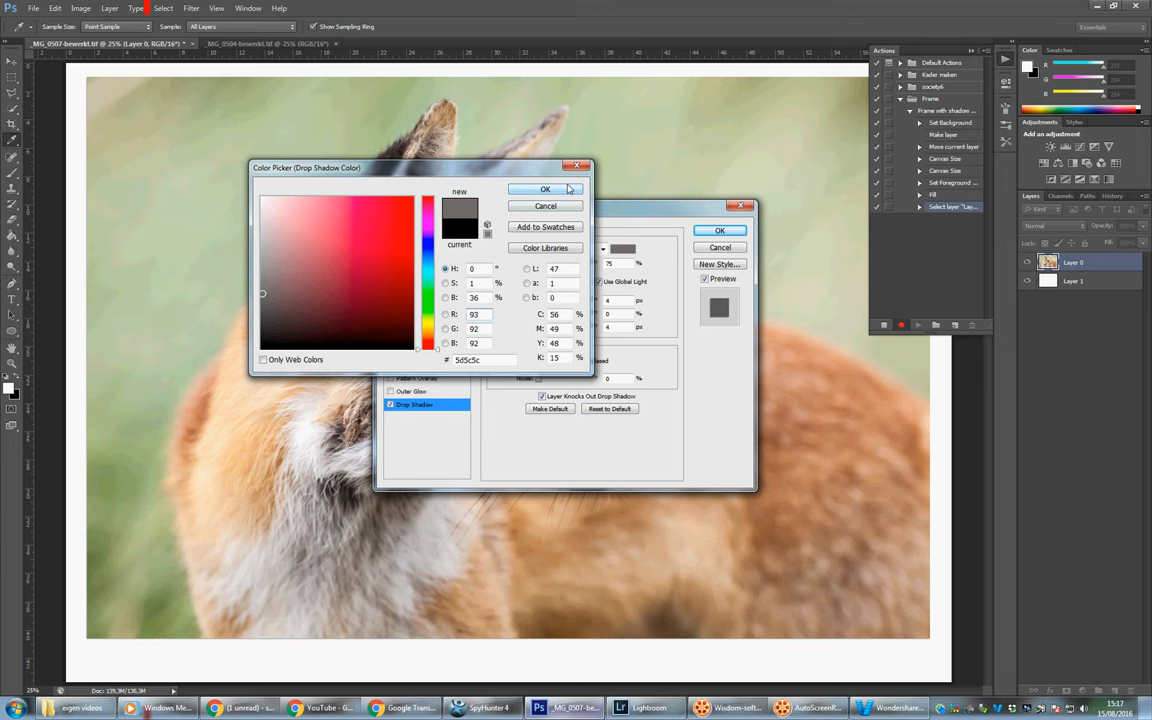 Ps File Edit Image Layer Type Select Filter View Window Help
Sample Size: Point Sample Sample: All Layers Show Sampling Ring Essentials
_MG_0507-bewerkt.tif @ 25% (Layer 0, RGB/16*) * × _MG_0504-bewerkt.tif @ 25% (RGB/16*) ×
Actions
Default Actions
Kader maken
society6
Frame
Frame with shadow ...
Set Background
Make layer
Move current layer
Canvas Size
Canvas Size
Set Foreground ...
Fill
Select layer "Lay...
Color Swatches
R
G
B
Adjustments Styles
Add an adjustment
Layers Channels Paths
Kind
Normal Opacity:
Lock: Fill:
Layer 0
Layer 1
Color Picker (Drop Shadow Color)
new
current
OK
Cancel
Add to Swatches
Color Libraries
H: 0 ° L: 47
S: 1 % a: 1
B: 36 % b: 0
R: 93 C: 56 %
G: 92 M: 49 %
B: 92 Y: 48 %
# 5d5c5c K: 15 %
Only Web Colors
OK
Cancel
New Style...
Preview
75 %
Use Global Light
4 px
0 %
4 px
Noise: 0 %
Layer Knocks Out Drop Shadow
Make Default Reset to Default
Pattern Overlay
Outer Glow
Drop Shadow
25% Doc: 139,3M/138,3M
eigen videos Windows Me... (1 unread) - s... YouTube - G... Google Trans... SpyHunter 4 _MG_0507-be... Lightroom Wisdom-soft... AutoScreenR... Wondershare...
15:17
15/08/2016